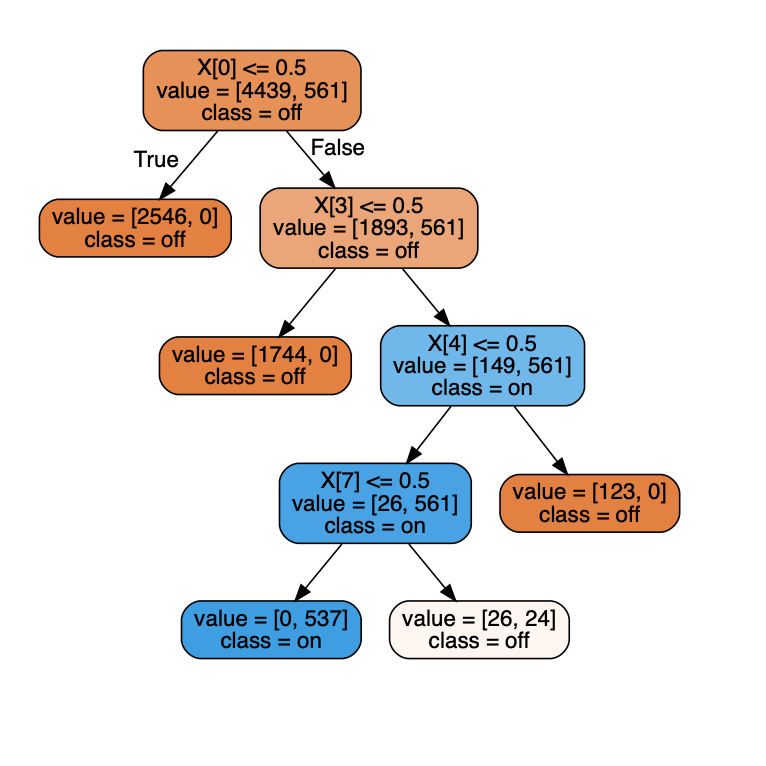 X[0] <= 0.5
value = [4439, 561]
class = off
True
False
value = [2546, 0]
class = off
X[3] <= 0.5
value = [1893, 561]
class = off
value = [1744, 0]
class = off
X[4] <= 0.5
value = [149, 561]
class = on
X[7] <= 0.5
value = [26, 561]
class = on
value = [123, 0]
class = off
value = [0, 537]
class = on
value = [26, 24]
class = off